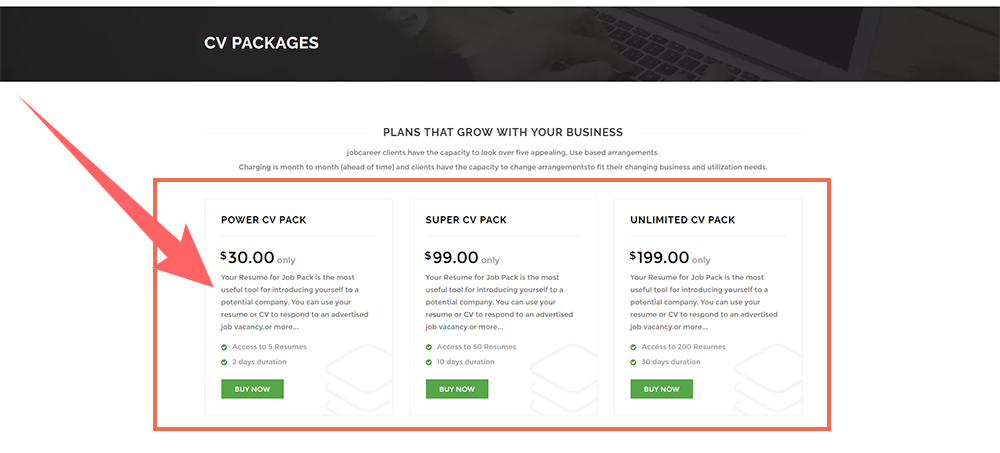 CV PACKAGES
PLANS THAT GROW WITH YOUR BUSINESS
jobcareer clients have the capacity to look over five appealing, Use based arrangements.
Charging is month to month (ahead of time) and clients have the capacity to change arrangementsto fit their changing business and utilization needs.
POWER CV PACK
$30.00 only
Your Resume for Job Pack is the most
useful tool for introducing yourself to a
potential company. You can use your
resume or CV to respond to an advertised
job vacancy.or more...
Access to 5 Resumes
2 days duration
BUY NOW
SUPER CV PACK
$99.00 only
Your Resume for Job Pack is the most
useful tool for introducing yourself to a
potential company. You can use your
resume or CV to respond to an advertised
job vacancy.or more...
Access to 50 Resumes
10 days duration
BUY NOW
UNLIMITED CV PACK
$199.00 only
Your Resume for Job Pack is the most
useful tool for introducing yourself to a
potential company. You can use your
resume or CV to respond to an advertised
job vacancy.or more...
Access to 200 Resumes
30 days duration
BUY NOW